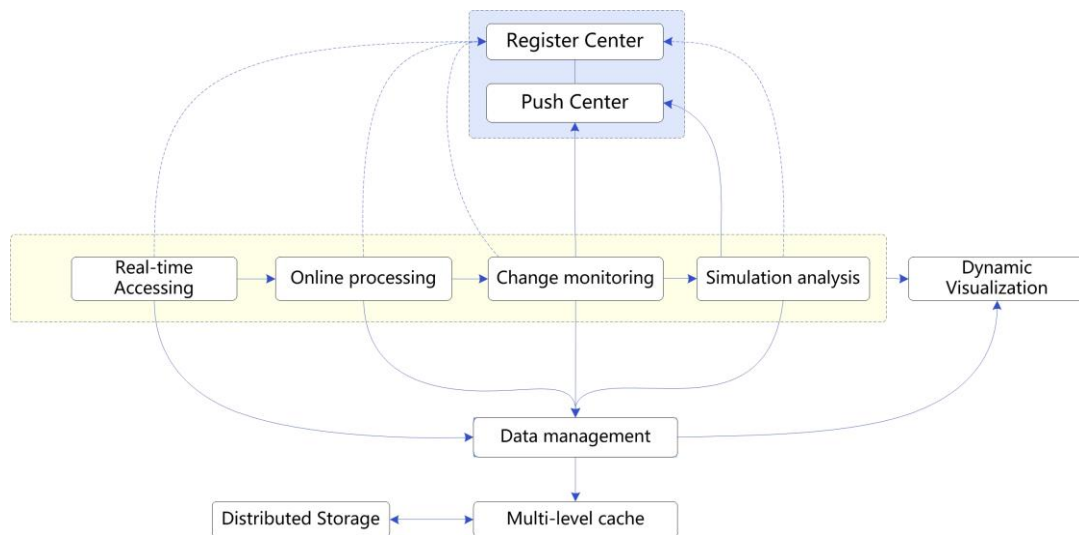 Register Center
Push Center
Real-time
Accessing
Online processing
Change monitoring
Simulation analysis
Dynamic
Visualization
Data management
Distributed Storage
Multi-level cache